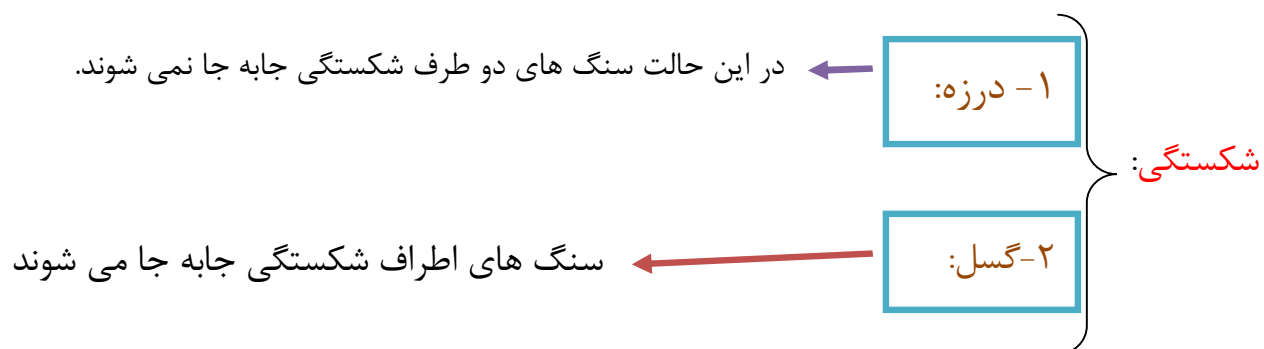 شکستگی:
۱- درزه:
در این حالت سنگ های دو طرف شکستگی جابه جا نمی شوند.
۲-گسل:
سنگ های اطراف شکستگی جابه جا می شوند